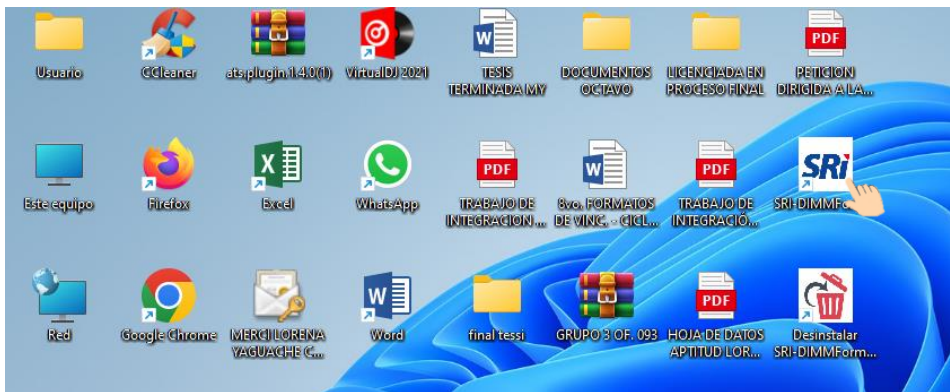 PDF
Usuario
CCleaner
ats.plugin.1.4.0(1)
VirtualDJ 2021
TESIS
TERMINADA MY
DOCUMENTOS
OCTAVO
LICENCIADA EN
PROCESO FINAL
PETICION
DIRIGIDA A LA...
PDF
PDF
SRi
Este equipo
Firefox
Excel
WhatsApp
TRABAJO DE
INTEGRACION ...
8vo. FORMATOS
DE VINC. - CICL...
TRABAJO DE
INTEGRACIÓ...
SRI-DIMMFo
PDF
Red
Google Chrome
MERCI LORENA
YAGUACHE C...
Word
final tessi
GRUPO 3 OF. 093
HOJA DE DATOS
APTITUD LOR...
Desinstalar
SRI-DIMMForm...